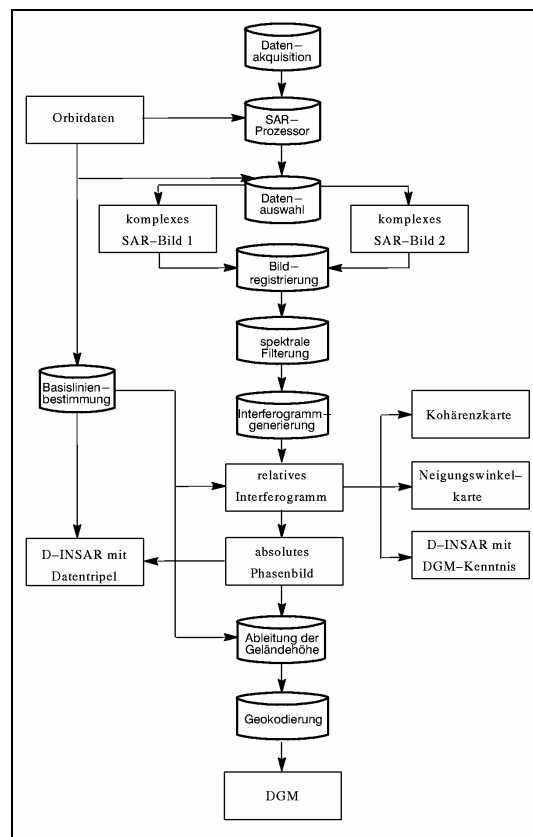 Daten–
akquisition
Orbitdaten
SAR–
Prozessor
Daten–
auswahl
komplexes
SAR–Bild 1
komplexes
SAR–Bild 2
Bild–
registrierung
spektrale
Filterung
Basislinien–
bestimmung
Interferogramm–
generierung
Kohärenzkarte
relatives
Interferogramm
Neigungswinkel–
karte
D–INSAR mit
Datentripel
absolutes
Phasenbild
D–INSAR mit
DGM–Kenntnis
Ableitung der
Geländehöhe
Geokodierung
DGM